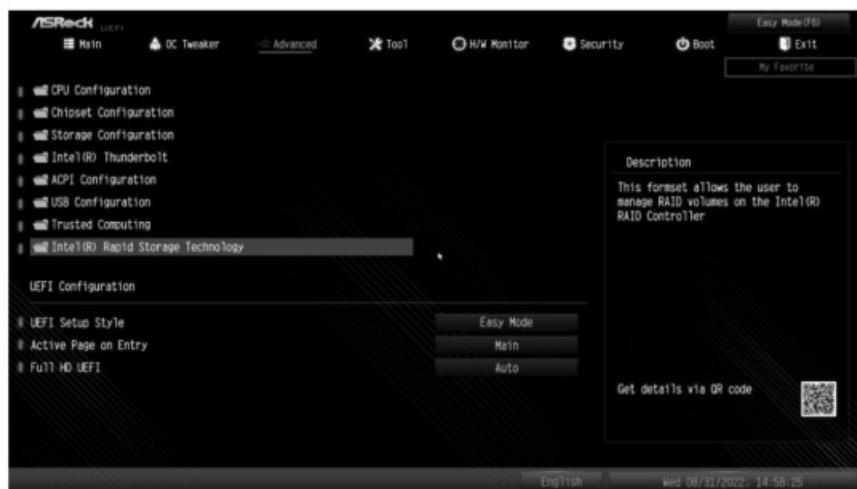 ASRock UEFI
Easy Mode(F6)
Main OC Tweaker Advanced Tool H/W Monitor Security Boot Exit
My Favorite
CPU Configuration
Chipset Configuration
Storage Configuration
Intel(R) Thunderbolt
ACPI Configuration
USB Configuration
Trusted Computing
Intel(R) Rapid Storage Technology
UEFI Configuration
UEFI Setup Style Easy Mode
Active Page on Entry Main
Full HD UEFI Auto
Description
This formset allows the user to
manage RAID volumes on the Intel(R)
RAID Controller
Get details via QR code
English Wed 08/31/2022, 14:58:25